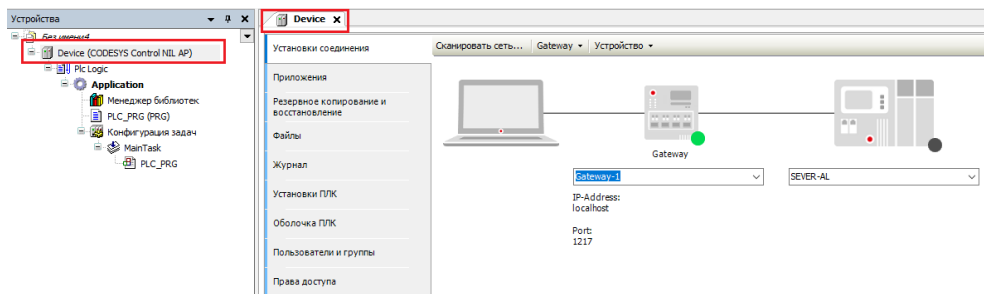 Устройства
Без имени4
Device (CODESYS Control NIL AP)
Plc Logic
Application
Менеджер библиотек
PLC_PRG (PRG)
Конфигурация задач
MainTask
PLC_PRG
Device
Установки соединения
Приложения
Резервное копирование и
восстановление
Файлы
Журнал
Установки ПЛК
Оболочка ПЛК
Пользователи и группы
Права доступа
Сканировать сеть... Gateway Устройство
Gateway
Gateway-1
IP-Address:
localhost
Port:
1217
SEVER-AL